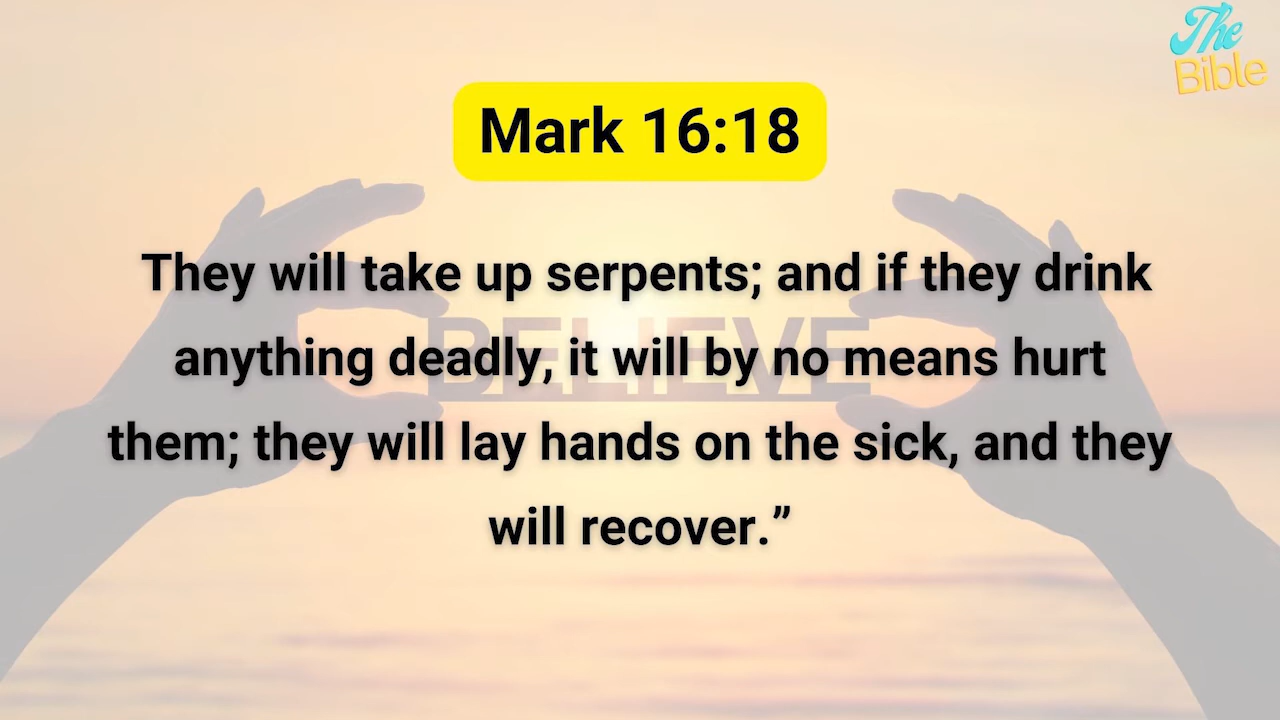 The
Bible
Mark 16:18
They will take up serpents; and if they drink
anything deadly, it will by no means hurt
them; they will lay hands on the sick, and they
will recover.”
BELIEVE